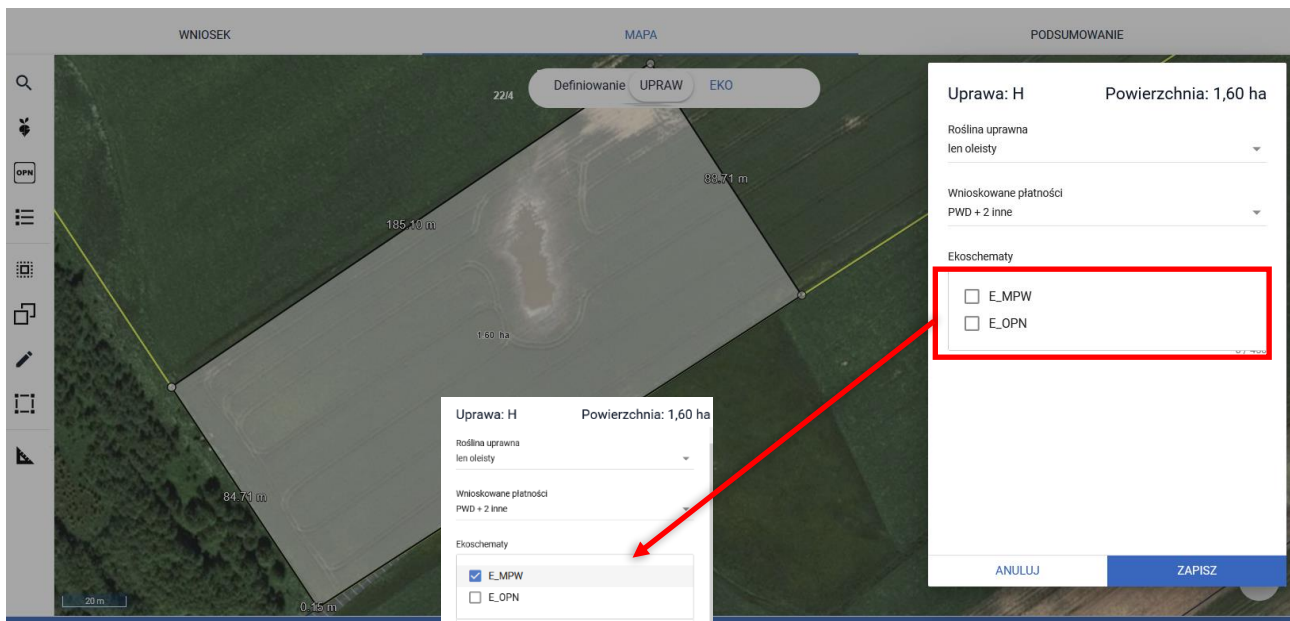 WNIOSEK MAPA PODSUMOWANIE
Definiowanie UPRAW EKO
22/4
OPN
88.71 m
185.10 m
1.60 ha
84.71 m
0.15 m
20 m
Uprawa: H Powierzchnia: 1,60 ha
Roślina uprawna
len oleisty
Wnioskowane płatności
PWD + 2 inne
Ekoschematy
E_MPW
E_OPN
ANULUJ ZAPISZ
Uprawa: H Powierzchnia: 1,60 ha
Roślina uprawna
len oleisty
Wnioskowane płatności
PWD + 2 inne
Ekoschematy
E_MPW
E_OPN